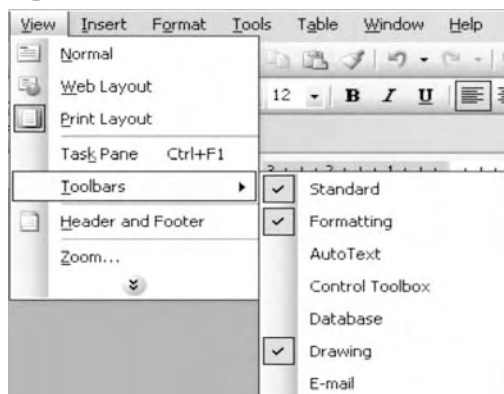 View Insert Format Tools Table Window Help
Normal
Web Layout
12 B I U
Print Layout
Task Pane Ctrl+F1
Toolbars
Standard
Header and Footer
Formatting
Zoom...
AutoText
Control Toolbox
Database
Drawing
E-mail